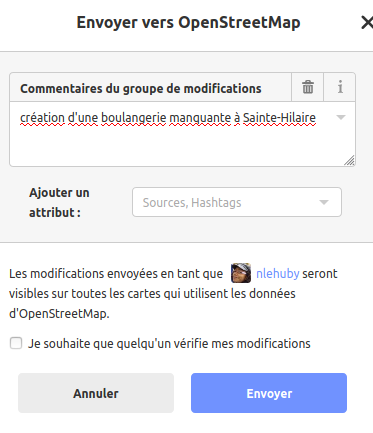 Envoyer vers OpenStreetMap
Commentaires du groupe de modifications
création d'une boulangerie manquante à Sainte-Hilaire
Ajouter un
attribut :
Sources, Hashtags
Les modifications envoyées en tant que nlehuby seront
visibles sur toutes les cartes qui utilisent les données
d'OpenStreetMap.
Je souhaite que quelqu'un vérifie mes modifications
Annuler
Envoyer